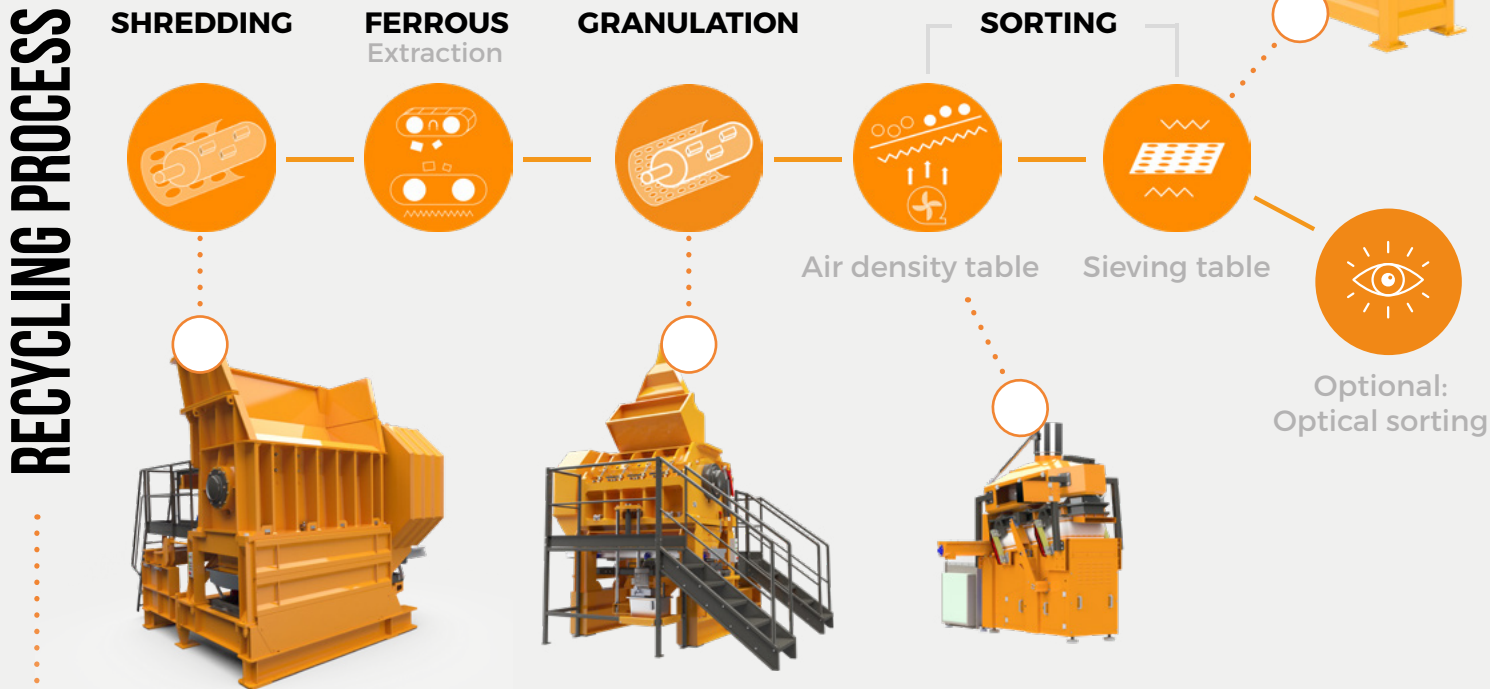 RECYCLING PROCESS
SHREDDING
FERROUS
Extraction
GRANULATION
SORTING
Air density table
Sieving table
Optional:
Optical sorting